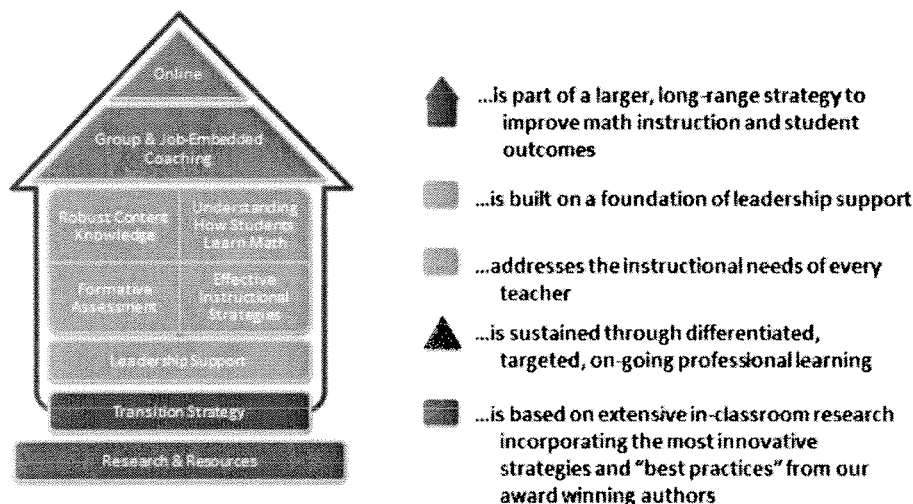 Online
Group & Job-Embedded
Coaching
Robust Content
Knowledge
Understanding
How Students
Learn Math
Formative
Assessment
Effective
Instructional
Strategies
Leadership Support
Transition Strategy
Research & Resources
...is part of a larger, long-range strategy to
improve math instruction and student
outcomes
...is built on a foundation of leadership support
...addresses the instructional needs of every
teacher
...is sustained through differentiated,
targeted, on-going professional learning
...is based on extensive in-classroom research
incorporating the most innovative
strategies and "best practices" from our
award winning authors